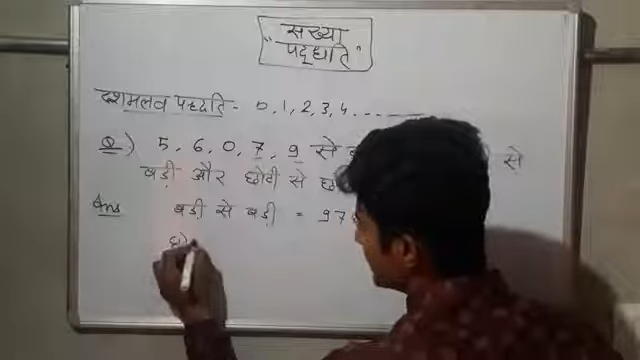 "संख्या
पद्धति"
दशमलव पद्धति - 0, 1, 2, 3, 4 - - - -
Q) 5, 6, 0, 7, 9 से से
बड़ी और छोटी से
Ans बड़ी से बड़ी = 97
छो